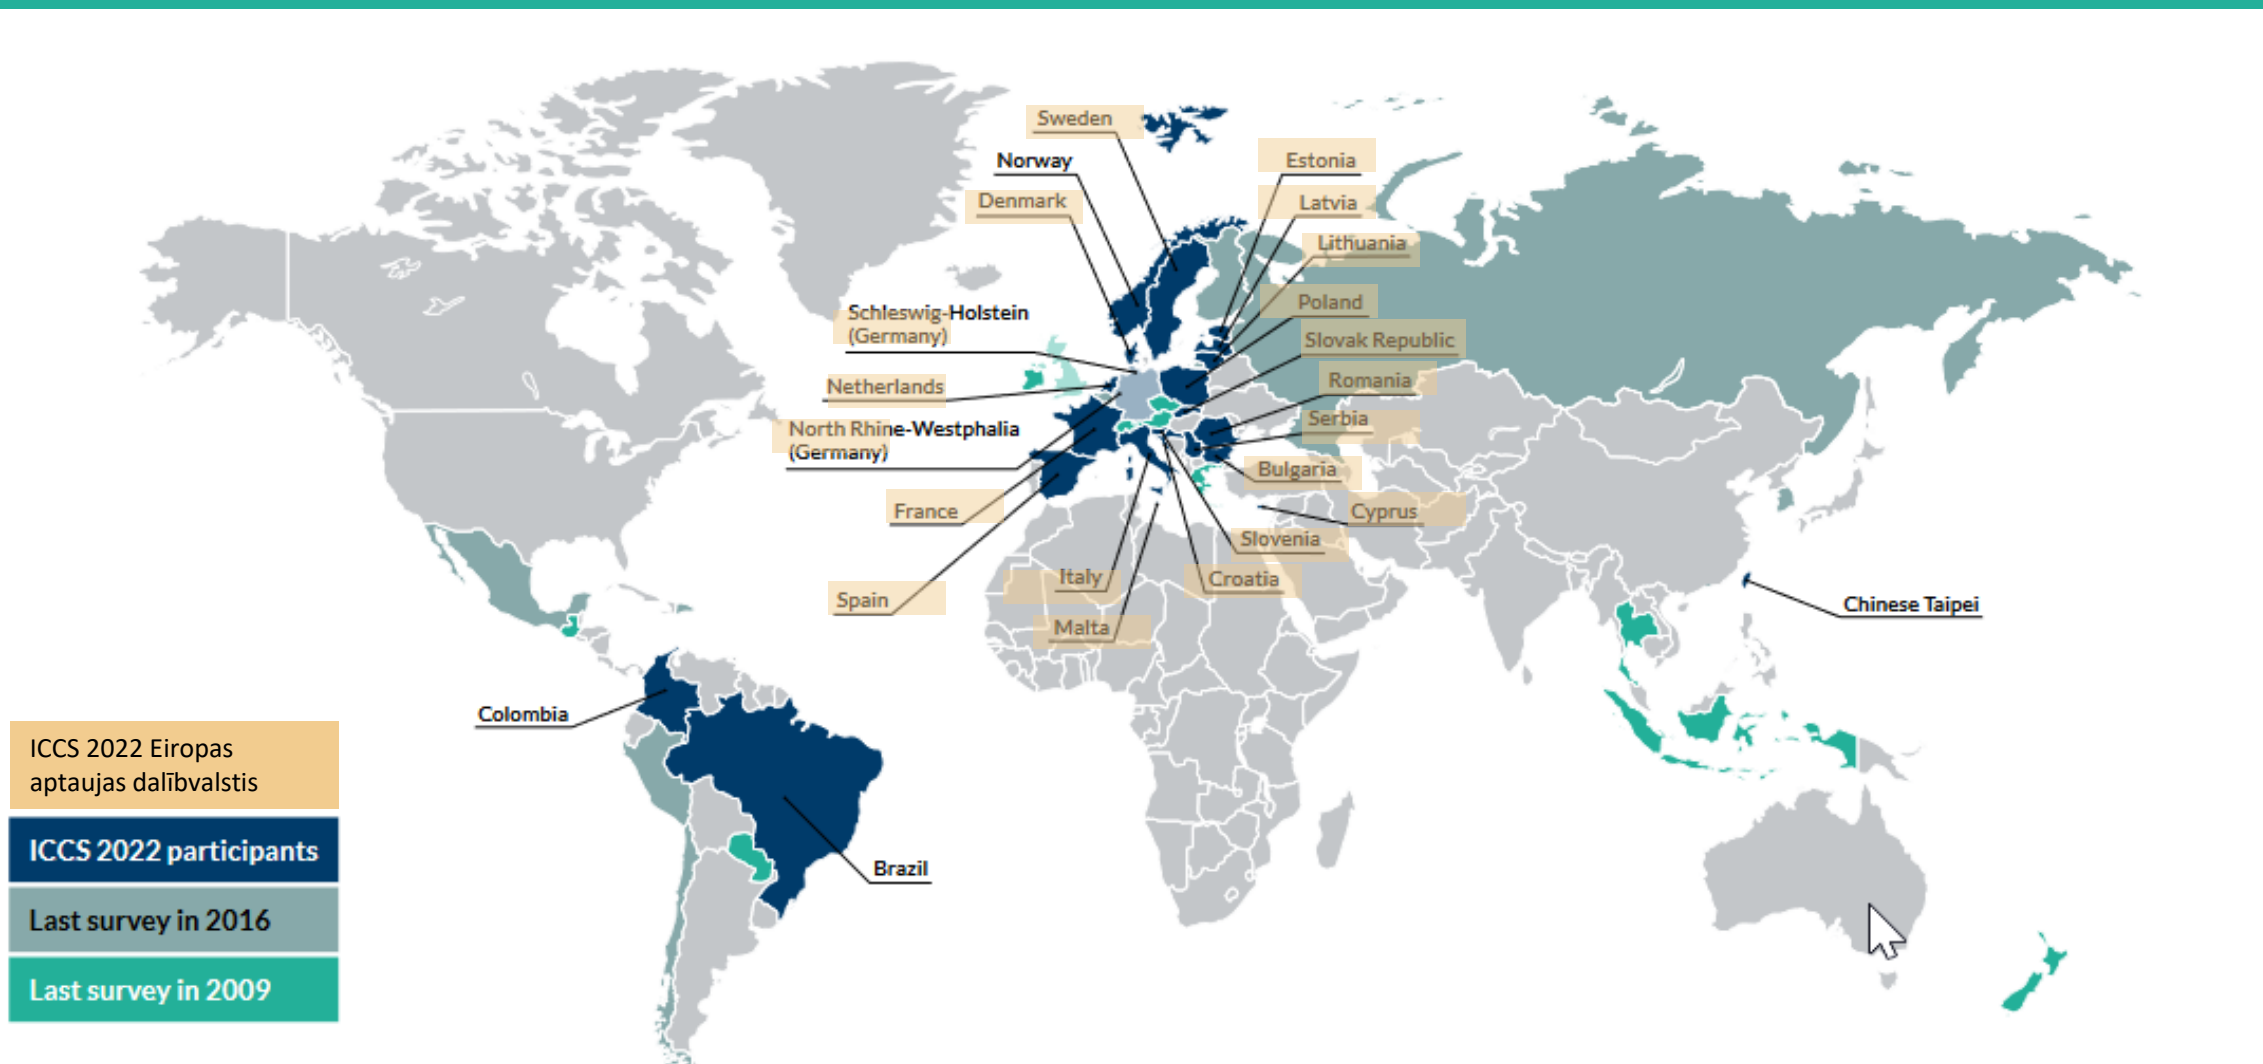 Sweden
Norway
Denmark
Estonia
Latvia
Lithuania
Poland
Slovak Republic
Romania
Serbia
Bulgaria
Cyprus
Slovenia
Croatia
Italy
Malta
Schleswig-Holstein
(Germany)
Netherlands
North Rhine-Westphalia
(Germany)
France
Spain
Chinese Taipei
Colombia
Brazil
ICCS 2022 Eiropas
aptaujas dalībvalstis
ICCS 2022 participants
Last survey in 2016
Last survey in 2009